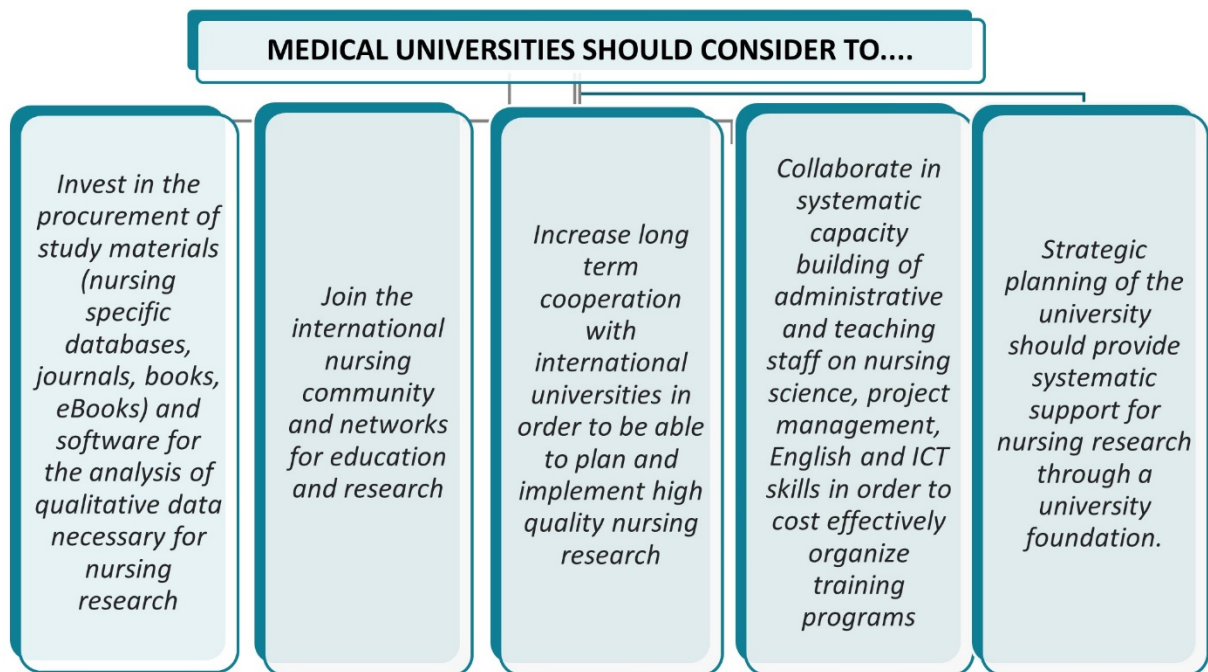 MEDICAL UNIVERSITIES SHOULD CONSIDER TO....
Invest in the
procurement of
study materials
(nursing
specific
databases,
journals, books,
eBooks) and
software for
the analysis of
qualitative data
necessary for
nursing
research
Join the
international
nursing
community
and networks
for education
and research
Increase long
term
cooperation
with
international
universities in
order to be able
to plan and
implement high
quality nursing
research
Collaborate in
systematic
capacity
building of
administrative
and teaching
staff on nursing
science, project
management,
English and ICT
skills in order to
cost effectively
organize
training
programs
Strategic
planning of the
university
should provide
systematic
support for
nursing research
through a
university
foundation.